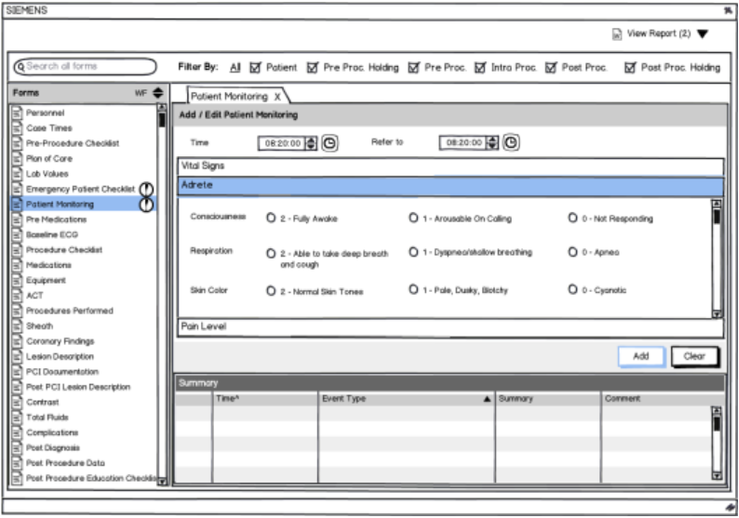 SIEMENS
View Report (2)
Search all forms
Filter By: All Patient Pre Proc. Holding Pre Proc. Intra Proc. Post Proc. Post Proc. Holding
Forms WF
Patient Monitoring X
Add / Edit Patient Monitoring
Time 08:20:00 Refer to 08:20:00
Vital Signs
Adrete
Consciousness 2 - Fully Awake 1 - Arousable On Calling 0 - Not Responding
Respiration 2 - Able to take deep breath and cough 1 - Dyspnea/shallow breathing 0 - Apnea
Skin Color 2 - Normal Skin Tones 1 - Pale, Dusky, Blotchy 0 - Cyanotic
Pain Level
Add Clear
Summary
Time^ Event Type Summary Comment
Personnel
Case Times
Pre-Procedure Checklist
Plan of Care
Lab Values
Emergency Patient Checklist
Patient Monitoring
Pre Medications
Baseline ECG
Procedure Checklist
Medications
Equipment
ACT
Procedures Performed
Sheath
Coronary Findings
Lesion Description
PCI Documentation
Post PCI Lesion Description
Contrast
Total Fluids
Complications
Post Diagnosis
Post Procedure Data
Post Procedure Education Checklis